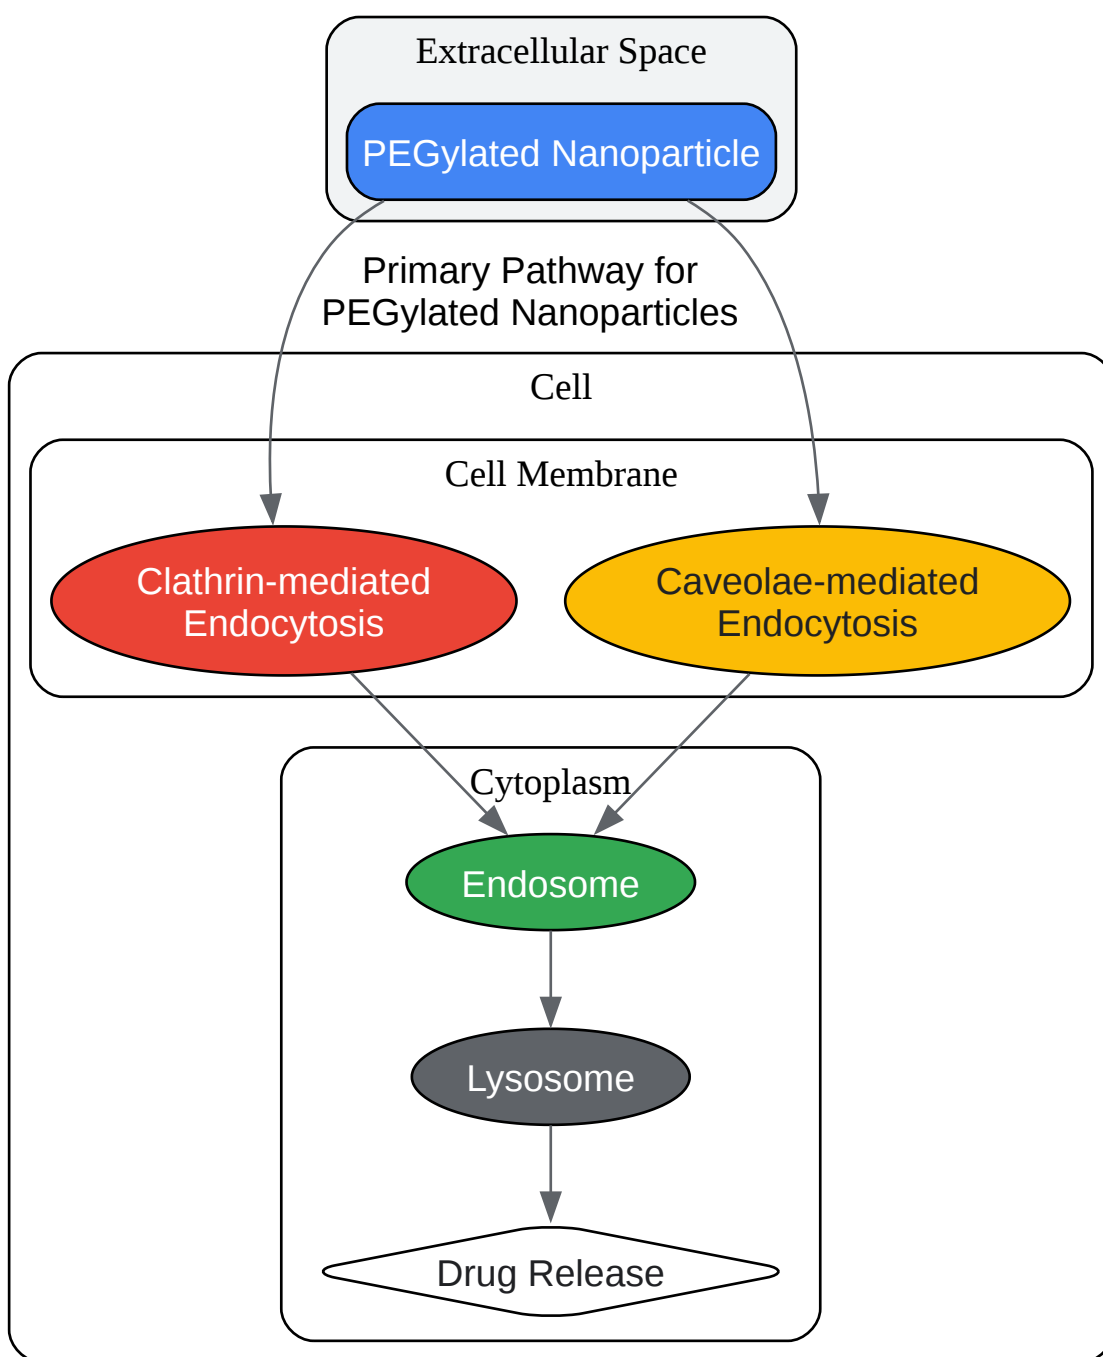 Extracellular Space
PEGylated Nanoparticle
Primary Pathway for
PEGylated Nanoparticles
Cell
Cell Membrane
Clathrin-mediated
Endocytosis
Caveolae-mediated
Endocytosis
Cytoplasm
Endosome
Lysosome
Drug Release